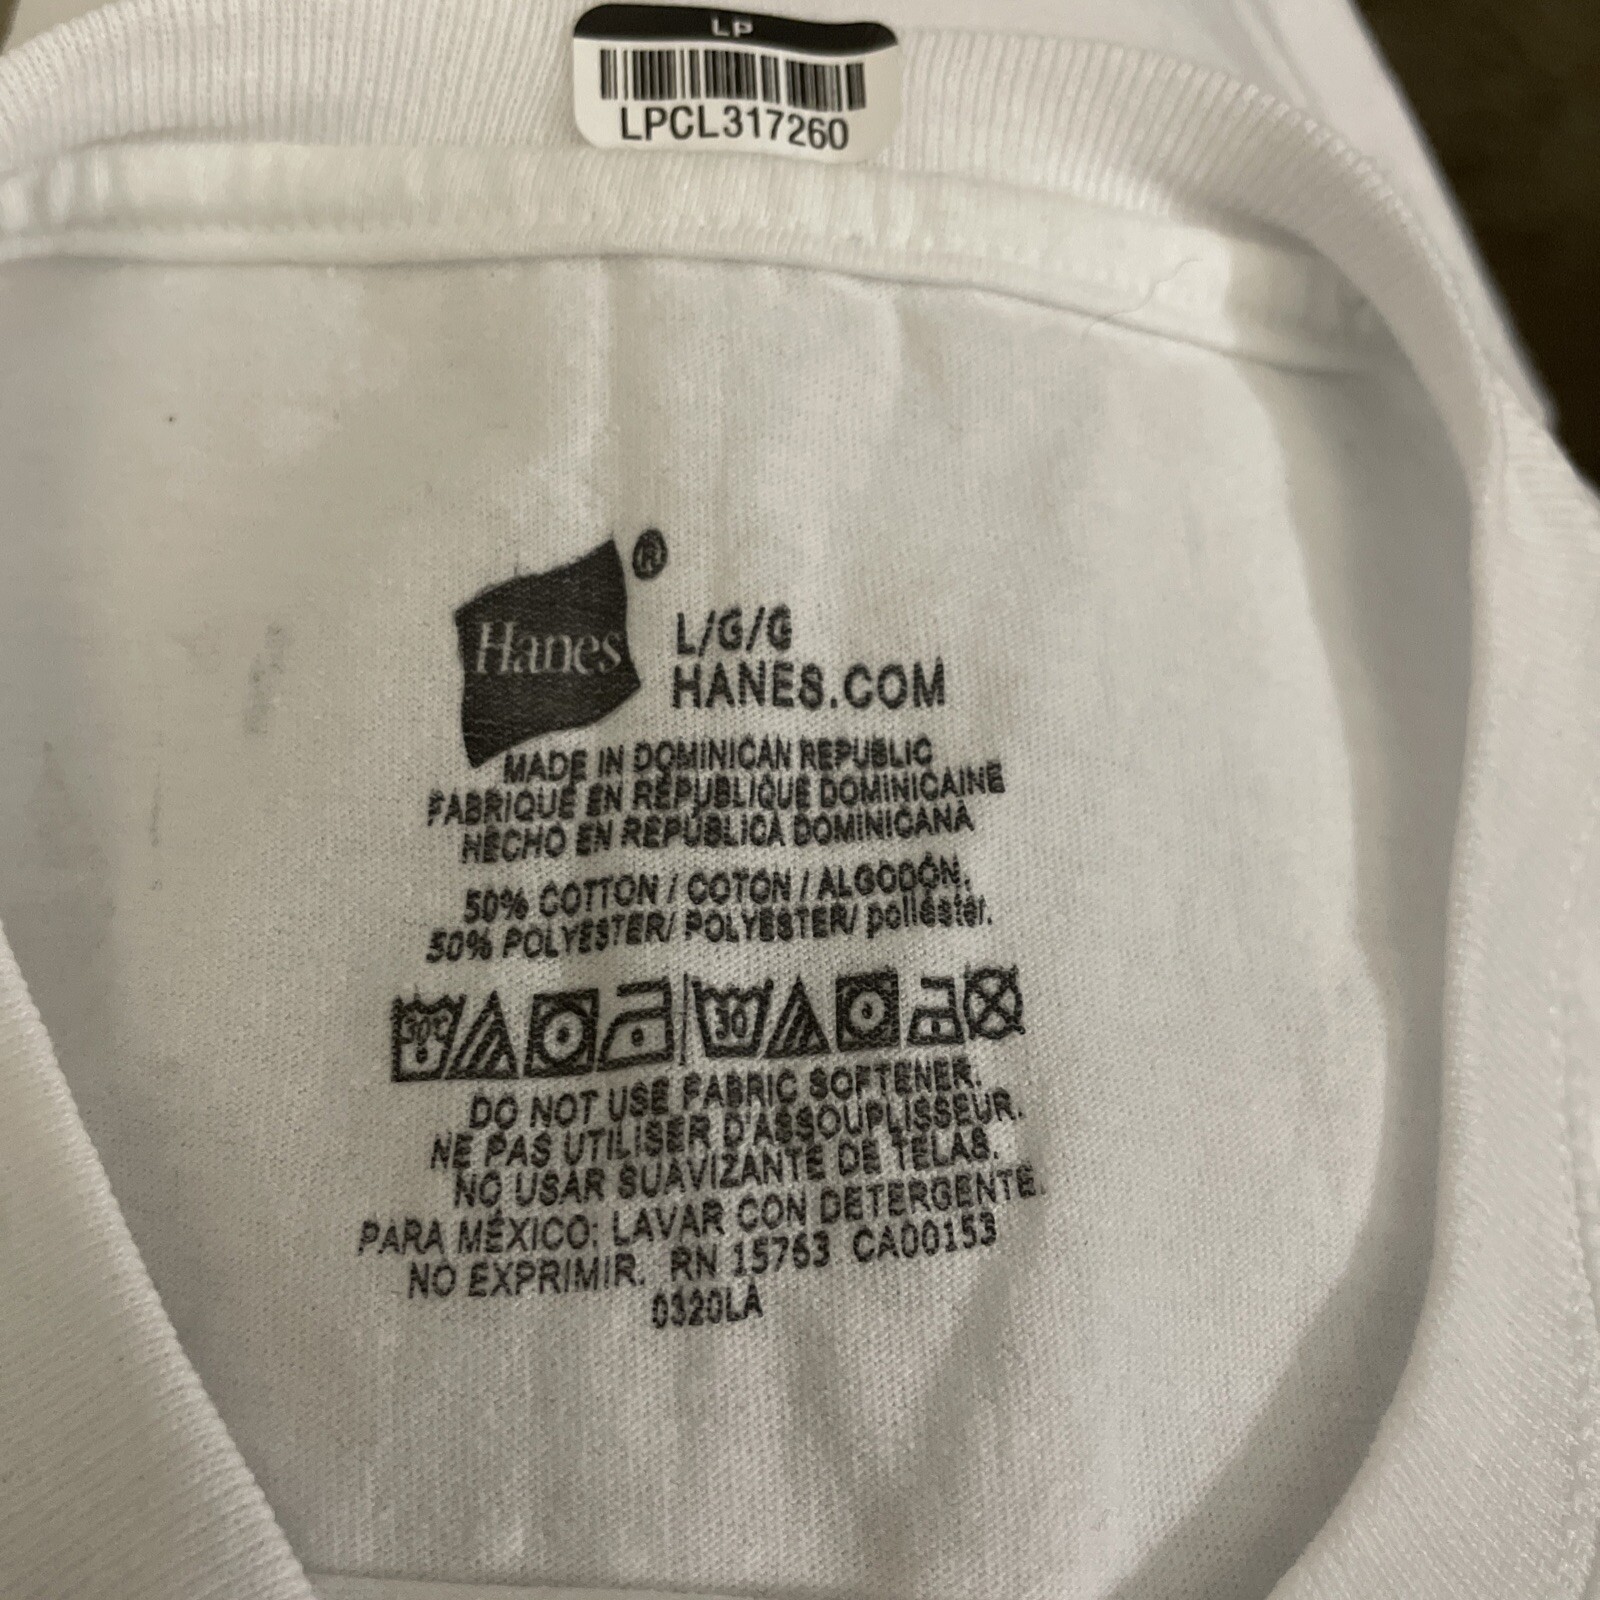 LP
LPCL317260
Hanes®
L/G/G
HANES.COM
MADE IN DOMINICAN REPUBLIC
FABRIQUÉ EN RÉPUBLIQUE DOMINICAINE
HECHO EN REPÚBLICA DOMINICANA
50% COTTON / COTON / ALGODÓN.
50% POLYESTER/ POLYESTER/ poliéster.
30°C 30
DO NOT USE FABRIC SOFTENER.
NE PAS UTILISER D'ASSOUPLISSEUR.
NO USAR SUAVIZANTE DE TELAS.
PARA MÉXICO: LAVAR CON DETERGENTE.
NO EXPRIMIR. RN 15763 CA00153
0320LA